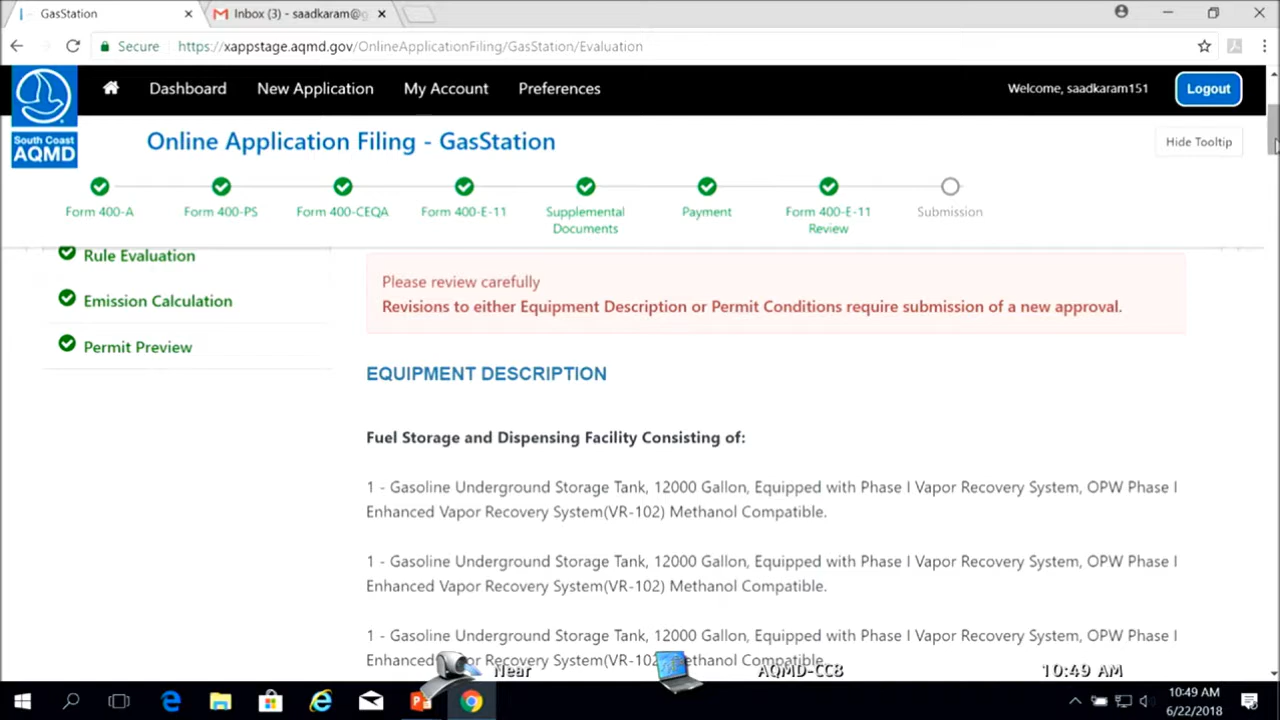 GasStation
Inbox (3) - saadkaram@g
Secure
https://xappstage.aqmd.gov/OnlineApplicationFiling/GasStation/Evaluation
South Coast
AQMD
Dashboard
New Application
My Account
Preferences
Welcome, saadkaram151
Logout
Online Application Filing - GasStation
Hide Tooltip
Form 400-A
Form 400-PS
Form 400-CEQA
Form 400-E-11
Supplemental
Documents
Payment
Form 400-E-11
Review
Submission
Rule Evaluation
Emission Calculation
Permit Preview
Please review carefully
Revisions to either Equipment Description or Permit Conditions require submission of a new approval.
EQUIPMENT DESCRIPTION
Fuel Storage and Dispensing Facility Consisting of:
1 - Gasoline Underground Storage Tank, 12000 Gallon, Equipped with Phase I Vapor Recovery System, OPW Phase I
Enhanced Vapor Recovery System(VR-102) Methanol Compatible.
1 - Gasoline Underground Storage Tank, 12000 Gallon, Equipped with Phase I Vapor Recovery System, OPW Phase I
Enhanced Vapor Recovery System(VR-102) Methanol Compatible.
1 - Gasoline Underground Storage Tank, 12000 Gallon, Equipped with Phase I Vapor Recovery System, OPW Phase I
Enhanced Recovery System(VR-102 Methanol Compatible.
Near
AQMD-CC8
10:49 AM
10:49 AM
6/22/2018